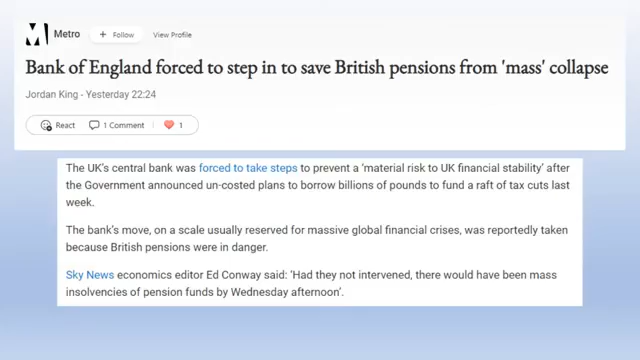 Metro + Follow View Profile
Bank of England forced to step in to save British pensions from 'mass' collapse
Jordan King - Yesterday 22:24
React 1 Comment 1
The UK's central bank was forced to take steps to prevent a 'material risk to UK financial stability' after
the Government announced un-costed plans to borrow billions of pounds to fund a raft of tax cuts last
week.
The bank's move, on a scale usually reserved for massive global financial crises, was reportedly taken
because British pensions were in danger.
Sky News economics editor Ed Conway said: 'Had they not intervened, there would have been mass
insolvencies of pension funds by Wednesday afternoon'.